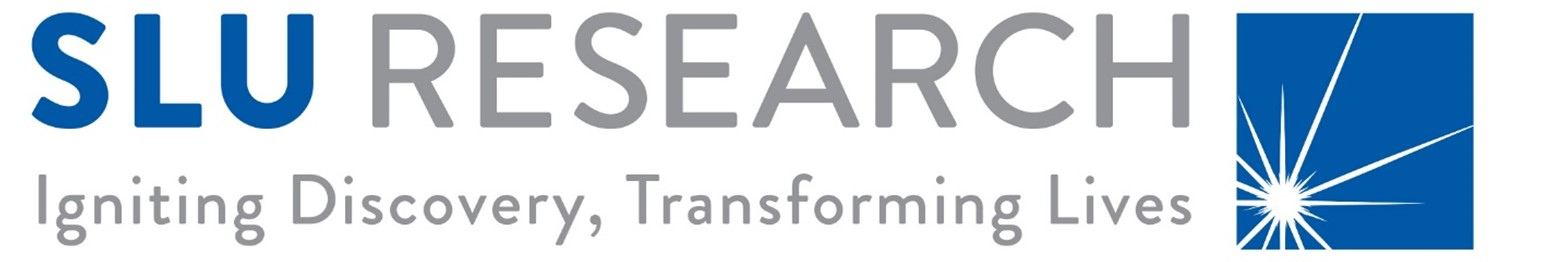 SLU RESEARCH
Igniting Discovery, Transforming Lives